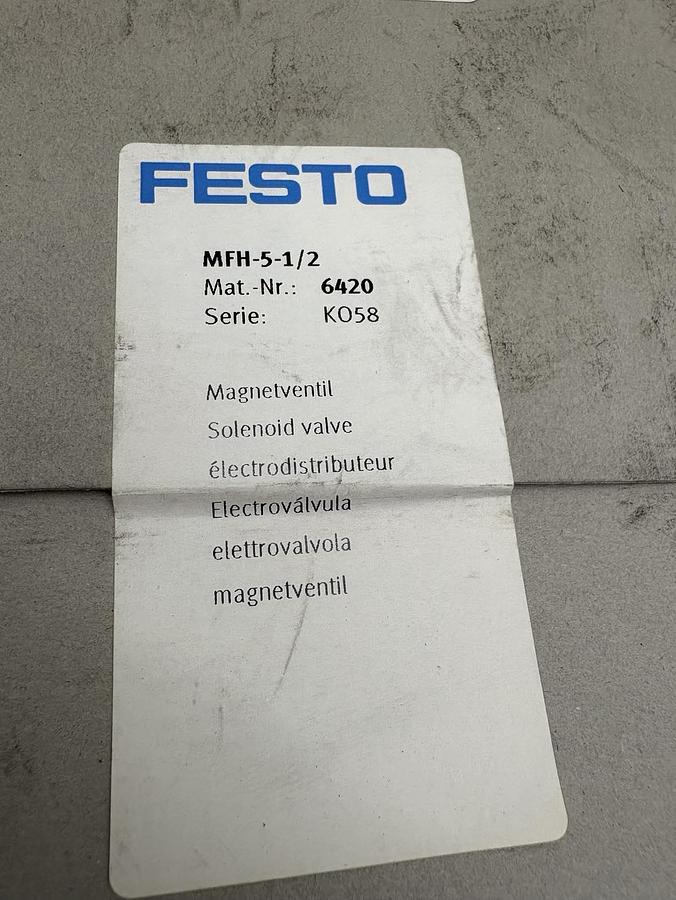 FESTO
MFH-5-1/2
Mat.-Nr.: 6420
Serie: KO58
Magnetventil
Solenoid valve
électrodistributeur
Electroválvula
elettrovalvola
magnetventil